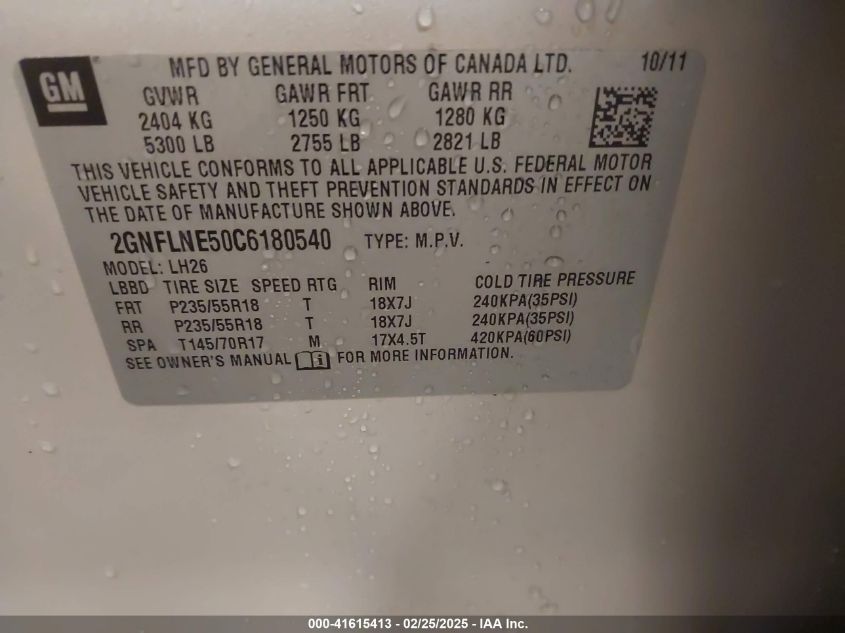 GM
MFD BY GENERAL MOTORS OF CANADA LTD. 10/11
GVWR GAWR FRT GAWR RR
2404 KG 1250 KG 1280 KG
5300 LB 2755 LB 2821 LB
THIS VEHICLE CONFORMS TO ALL APPLICABLE U.S. FEDERAL MOTOR
VEHICLE SAFETY AND THEFT PREVENTION STANDARDS IN EFFECT ON
THE DATE OF MANUFACTURE SHOWN ABOVE.
2GNFLNE50C6180540 TYPE: M.P.V.
MODEL: LH26
LBBD TIRE SIZE SPEED RTG RIM COLD TIRE PRESSURE
FRT P235/55R18 T 18X7J 240KPA(35PSI)
RR P235/55R18 T 18X7J 240KPA(35PSI)
SPA T145/70R17 M 17X4.5T 420KPA(60PSI)
SEE OWNER'S MANUAL FOR MORE INFORMATION.
000-41615413 - 02/25/2025 - IAA Inc.